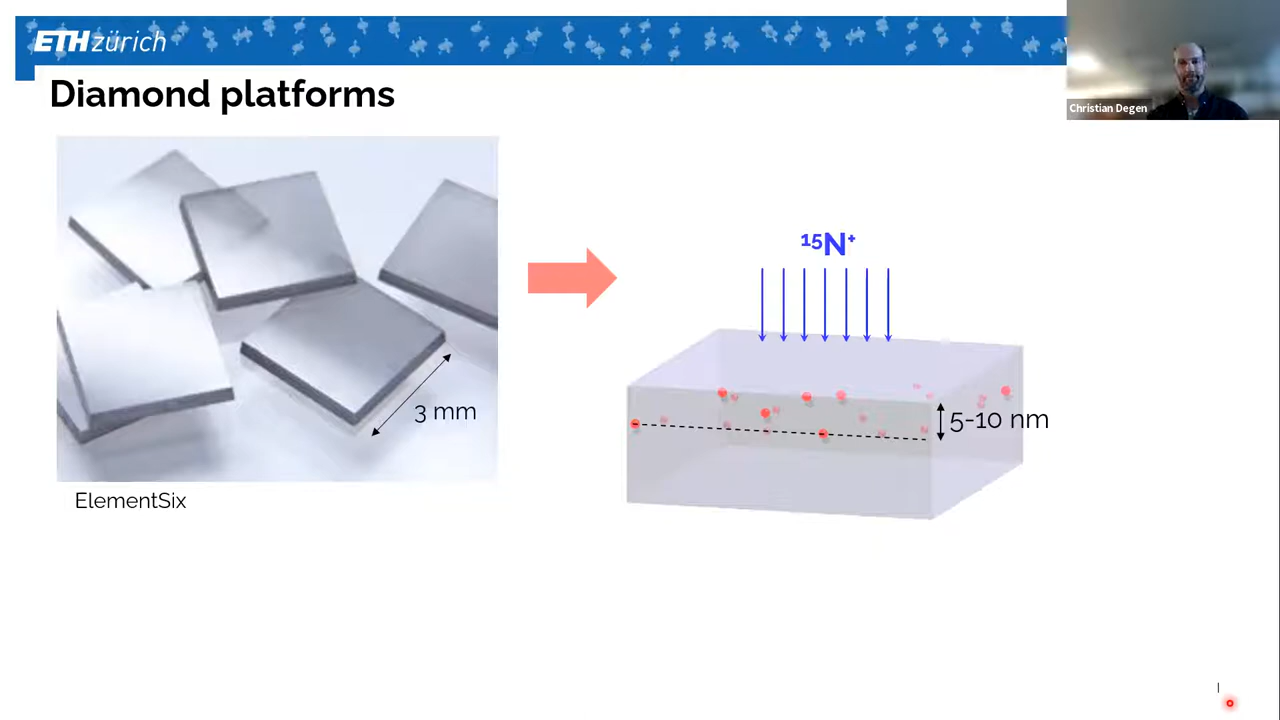 ETH zürich
Christian Degen
Diamond platforms
¹⁵N⁺
5-10 nm
3 mm
ElementSix